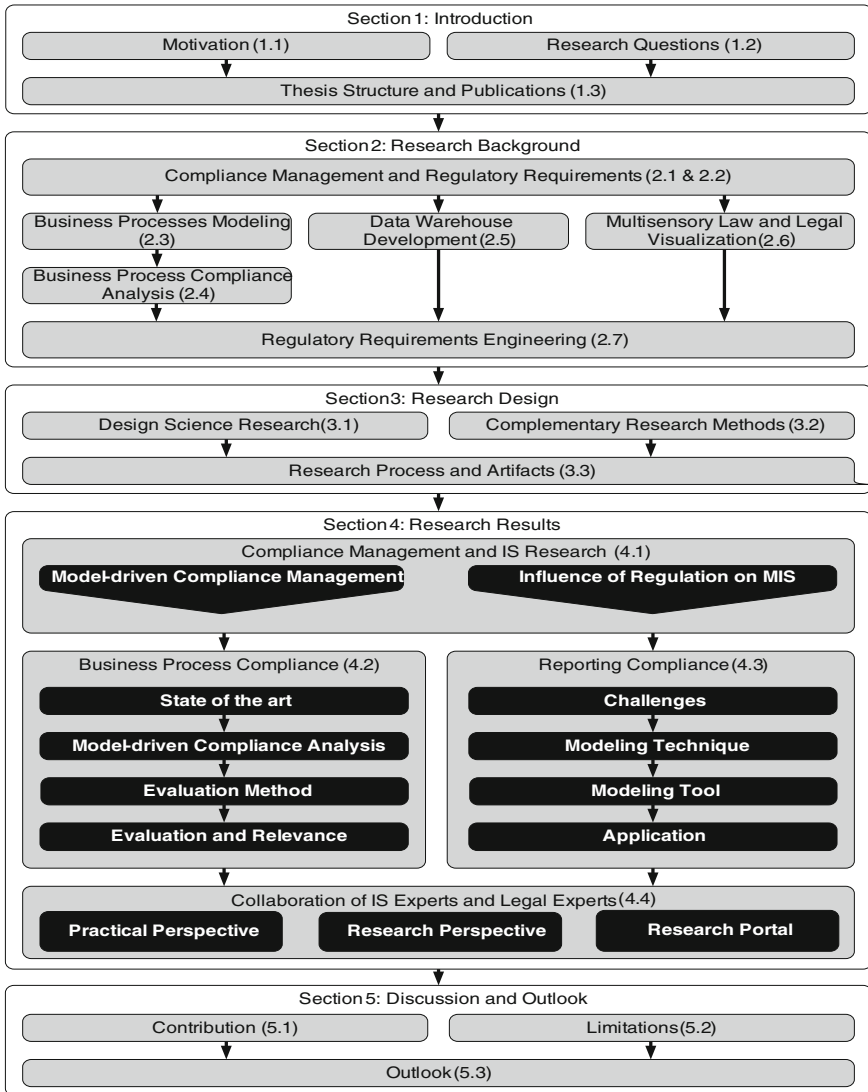 Section 1: Introduction
Motivation (1.1)
Research Questions (1.2)
Thesis Structure and Publications (1.3)
Section 2: Research Background
Compliance Management and Regulatory Requirements (2.1 & 2.2)
Business Processes Modeling
(2.3)
Data Warehouse
Development (2.5)
Multisensory Law and Legal
Visualization (2.6)
Business Process Compliance
Analysis (2.4)
Regulatory Requirements Engineering (2.7)
Section 3: Research Design
Design Science Research (3.1)
Complementary Research Methods (3.2)
Research Process and Artifacts (3.3)
Section 4: Research Results
Compliance Management and IS Research (4.1)
Model-driven Compliance Management
Influence of Regulation on MIS
Business Process Compliance (4.2)
State of the art
Model-driven Compliance Analysis
Evaluation Method
Evaluation and Relevance
Reporting Compliance (4.3)
Challenges
Modeling Technique
Modeling Tool
Application
Collaboration of IS Experts and Legal Experts (4.4)
Practical Perspective
Research Perspective
Research Portal
Section 5: Discussion and Outlook
Contribution (5.1)
Limitations (5.2)
Outlook (5.3)